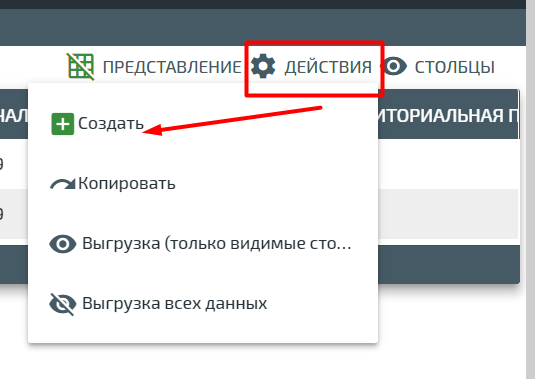 ПРЕДСТАВЛЕНИЕ ДЕЙСТВИЯ СТОЛБЦЫ
Создать
Копировать
Выгрузка (только видимые сто...
Выгрузка всех данных